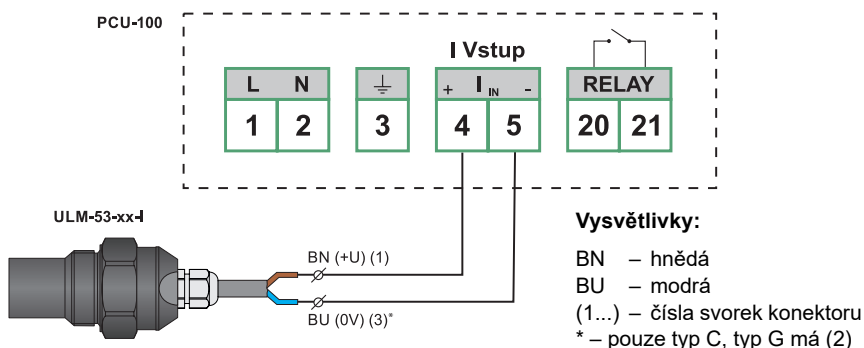 PCU-100
I Vstup
L N
+ I IN -
RELAY
1 2 3 4 5 20 21
ULM-53-xx-I
BN (+U) (1)
BU (0V) (3)*
Vysvětlivky:
BN – hnědá
BU – modrá
(1...) – čísla svorek konektoru
* – pouze typ C, typ G má (2)